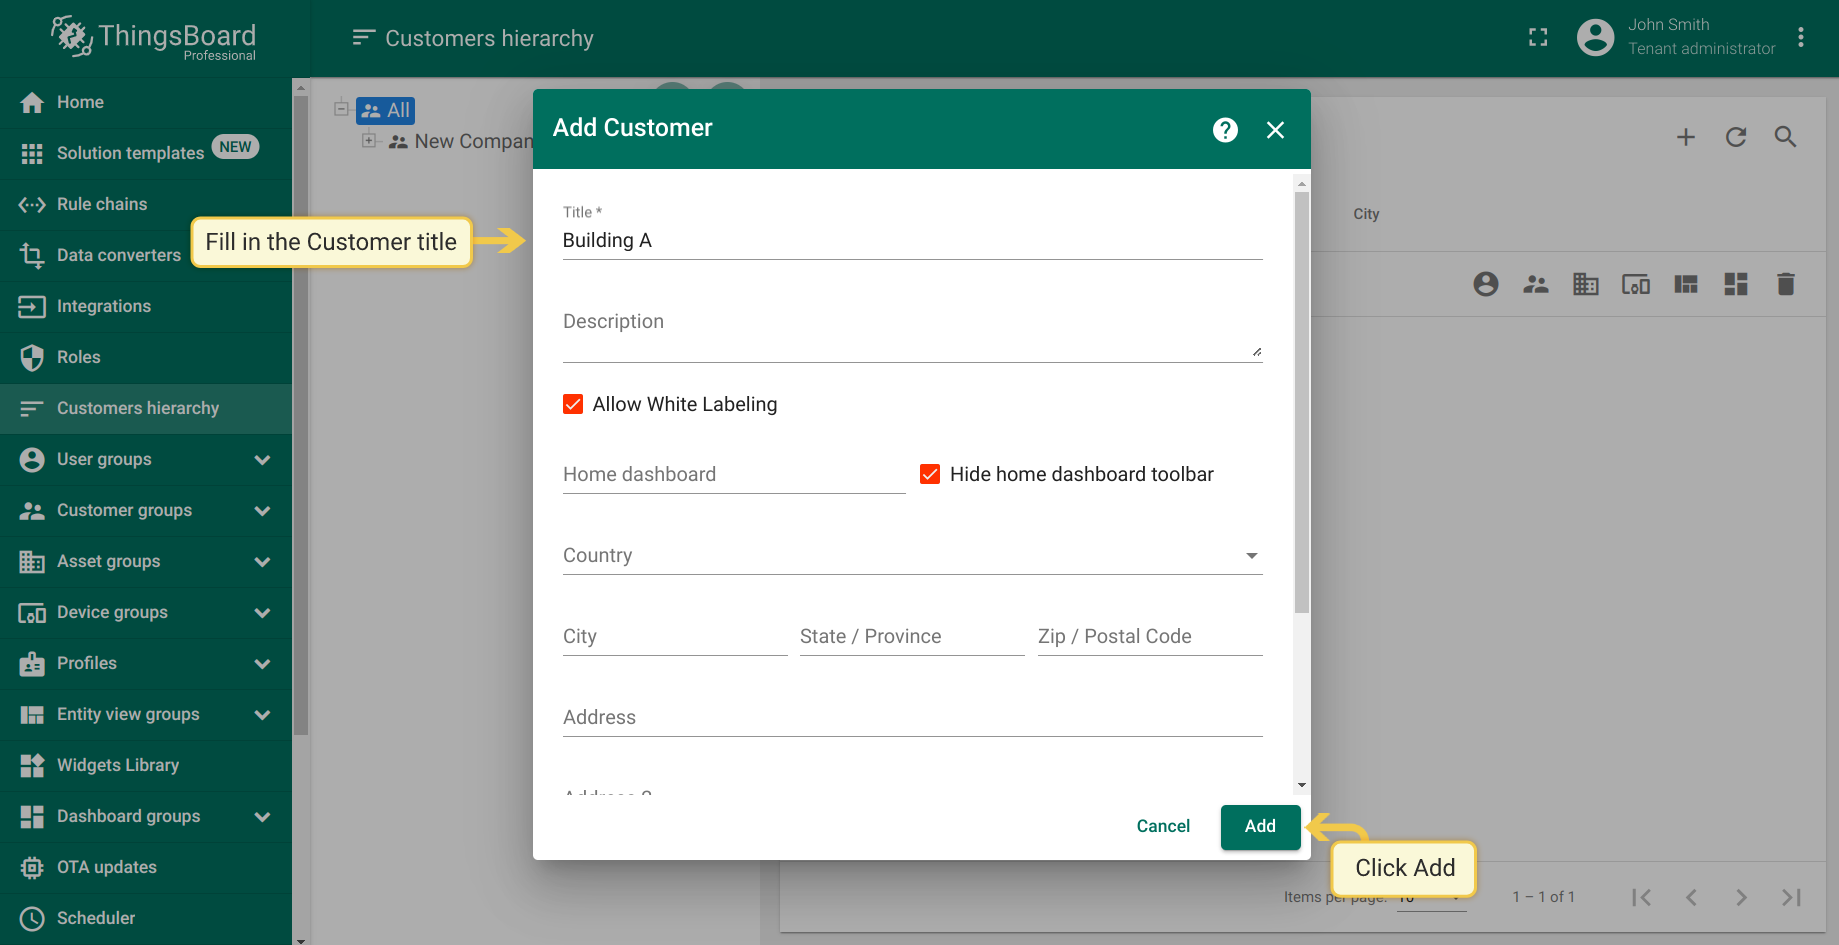 ThingsBoard
Professional
Customers hierarchy
John Smith
Tenant administrator
Home
Solution templates NEW
Rule chains
Data converters
Integrations
Roles
Customers hierarchy
User groups
Customer groups
Asset groups
Device groups
Profiles
Entity view groups
Widgets Library
Dashboard groups
OTA updates
Scheduler
All
New Compan
Add Customer
Fill in the Customer title
Title *
Building A
Description
Allow White Labeling
Home dashboard
Hide home dashboard toolbar
Country
City
State / Province
Zip / Postal Code
Address
Address 2
Cancel
Add
Click Add
City
Items per page: 10
1 – 1 of 1